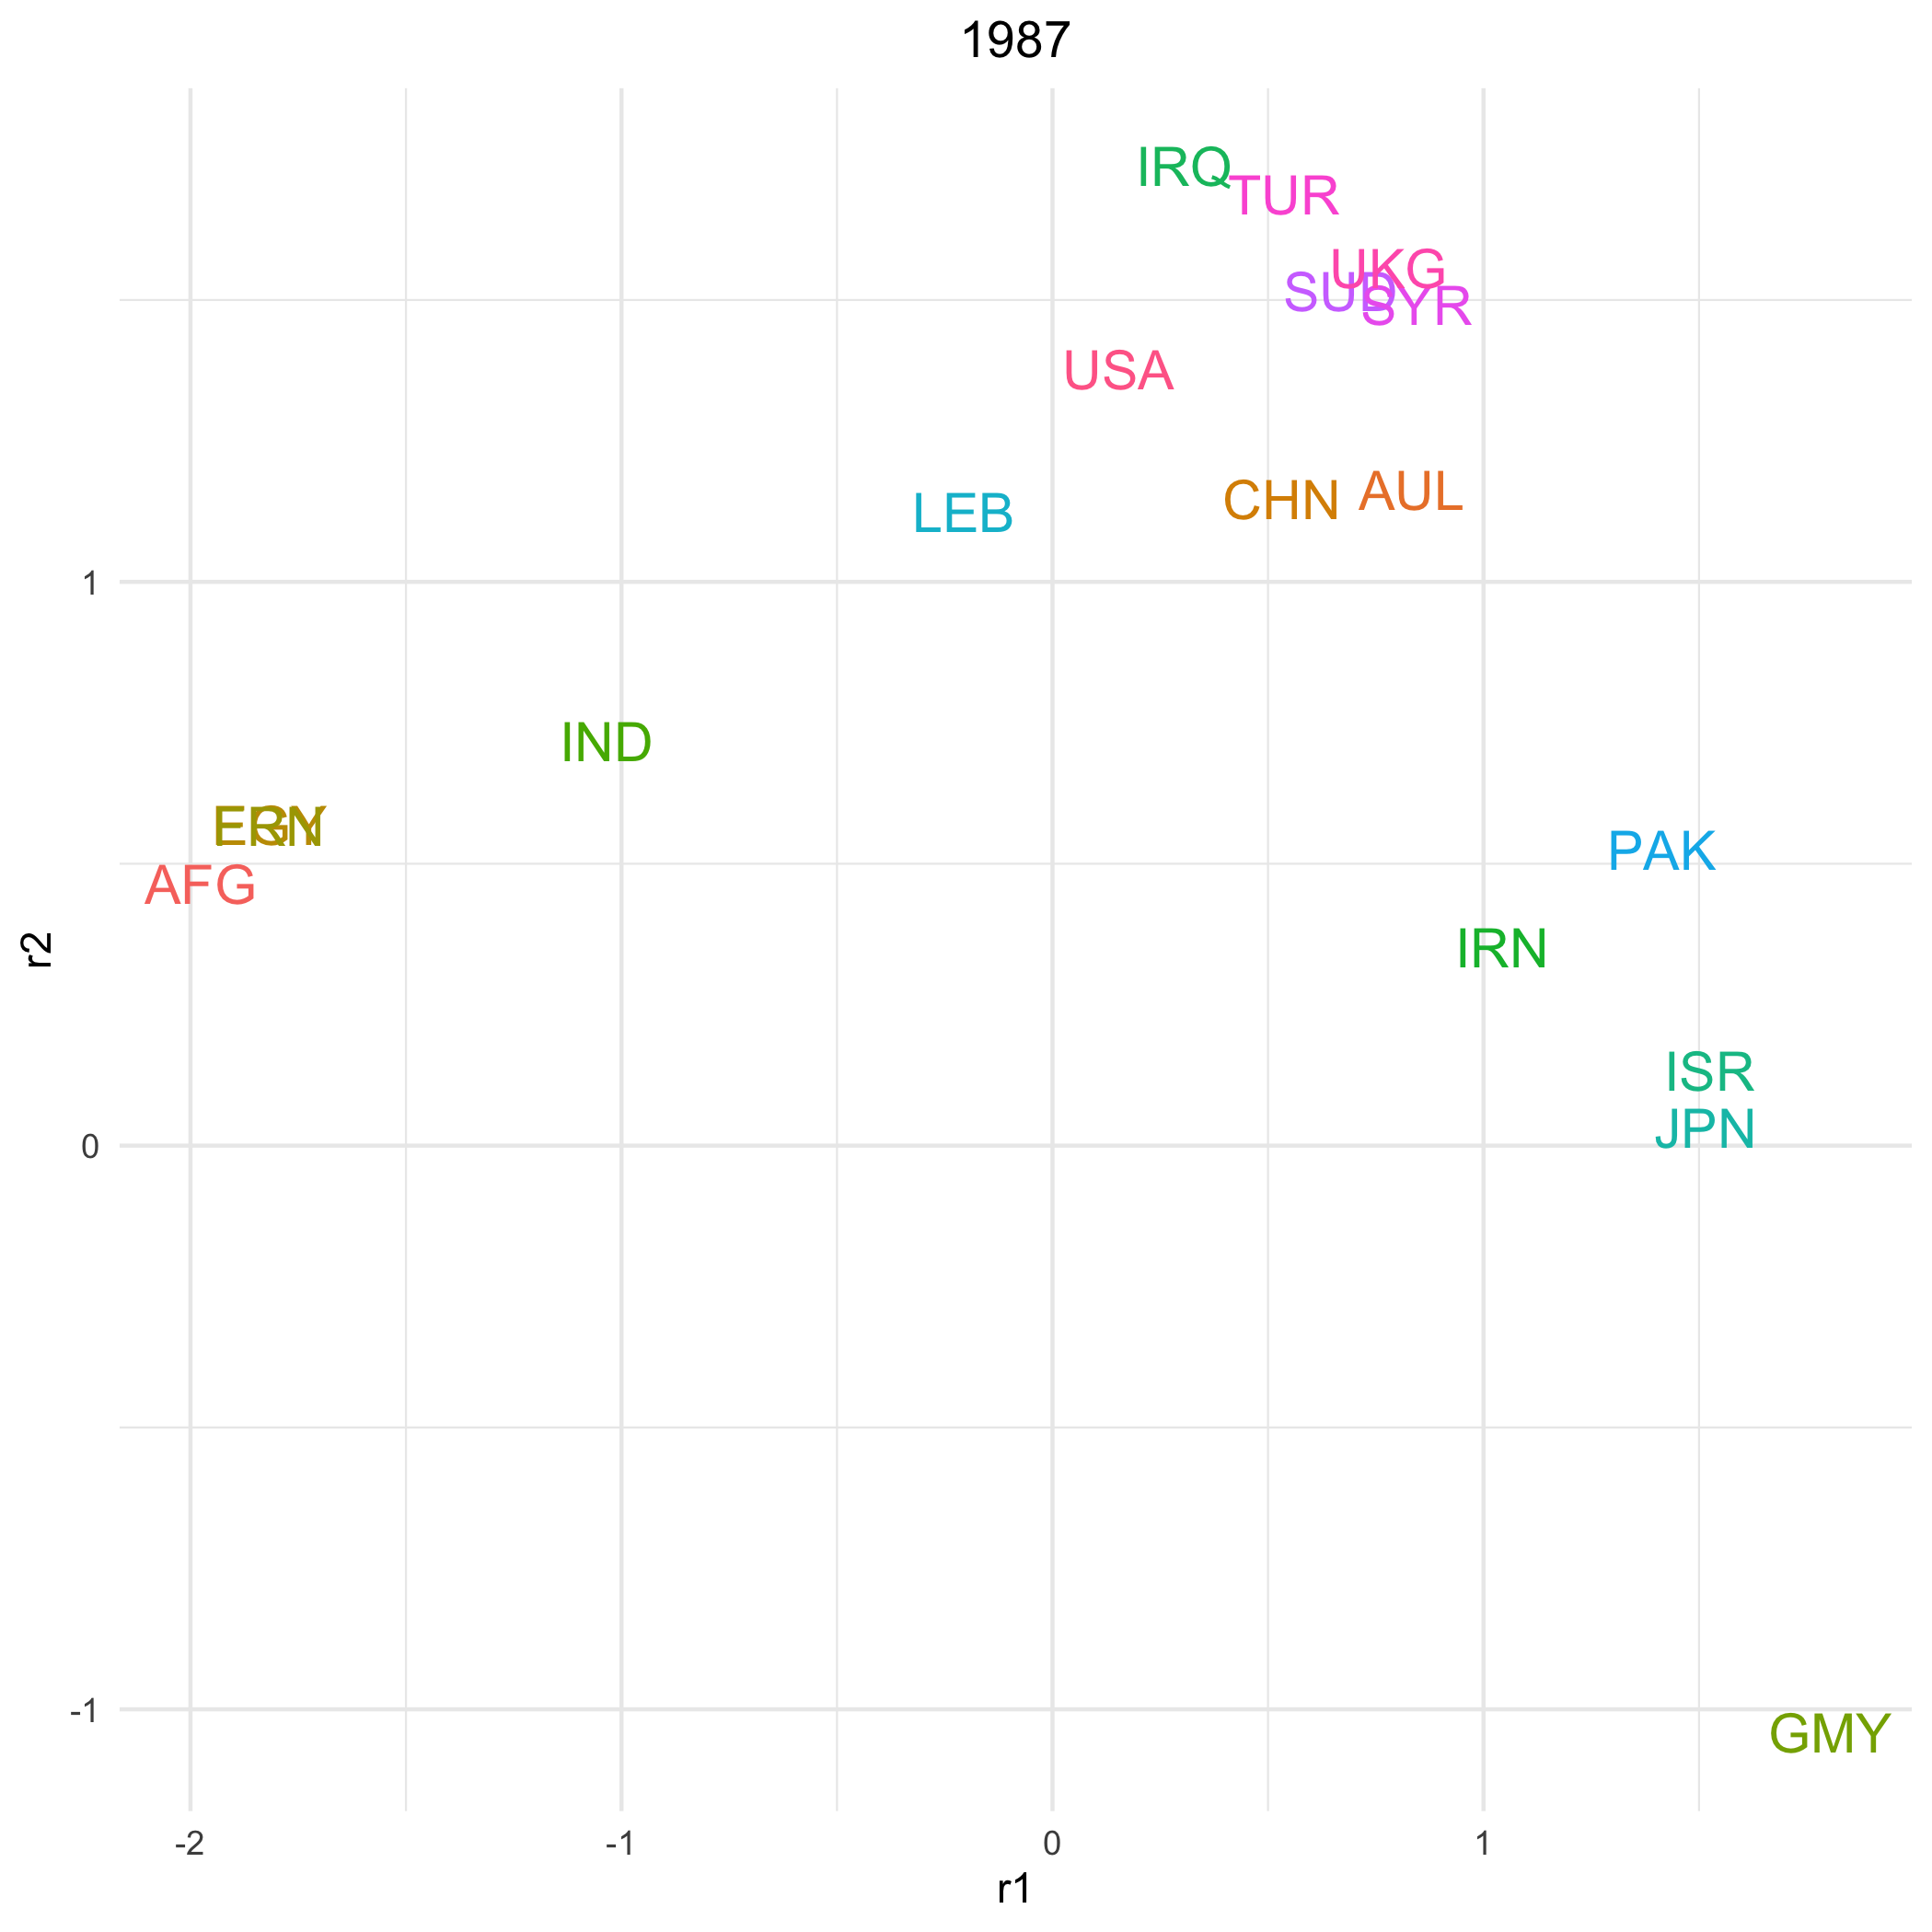 1987
IRQ
TUR
UKG
SUD
SYR
USA
AUL
CHN
LEB
1
IND
PAK
AFG
r2
IRN
ISR
JPN
0
-1
GMY
-2 -1 0 1
r1